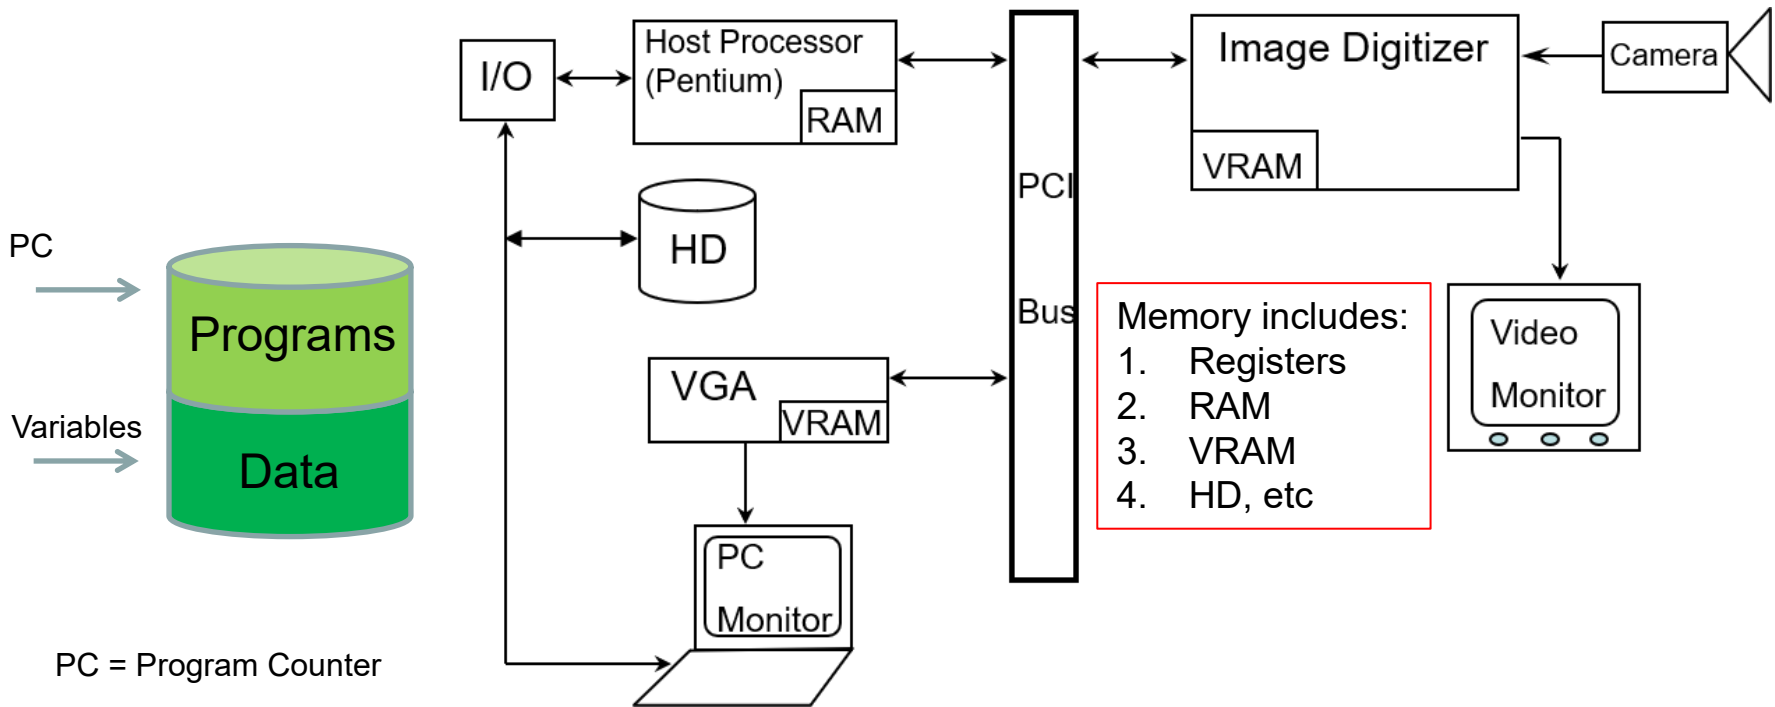 PC
Programs
Variables
Data
PC = Program Counter
I/O
Host Processor
(Pentium)
RAM
HD
VGA
VRAM
PC
Monitor
PCI
Bus
Image Digitizer
VRAM
Camera
Memory includes:
1. Registers
2. RAM
3. VRAM
4. HD, etc
Video
Monitor